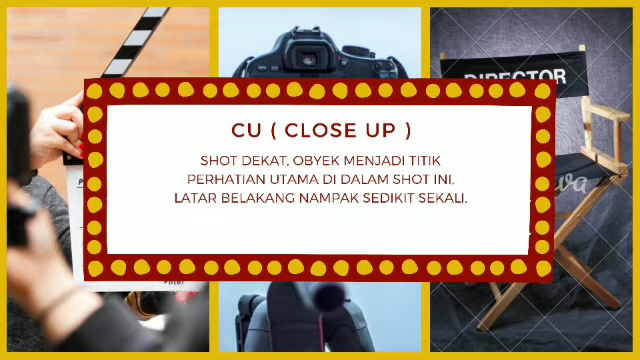 DIRECTOR
CU ( CLOSE UP )
SHOT DEKAT, OBYEK MENJADI TITIK
PERHATIAN UTAMA DI DALAM SHOT INI,
LATAR BELAKANG NAMPAK SEDIKIT SEKALI.